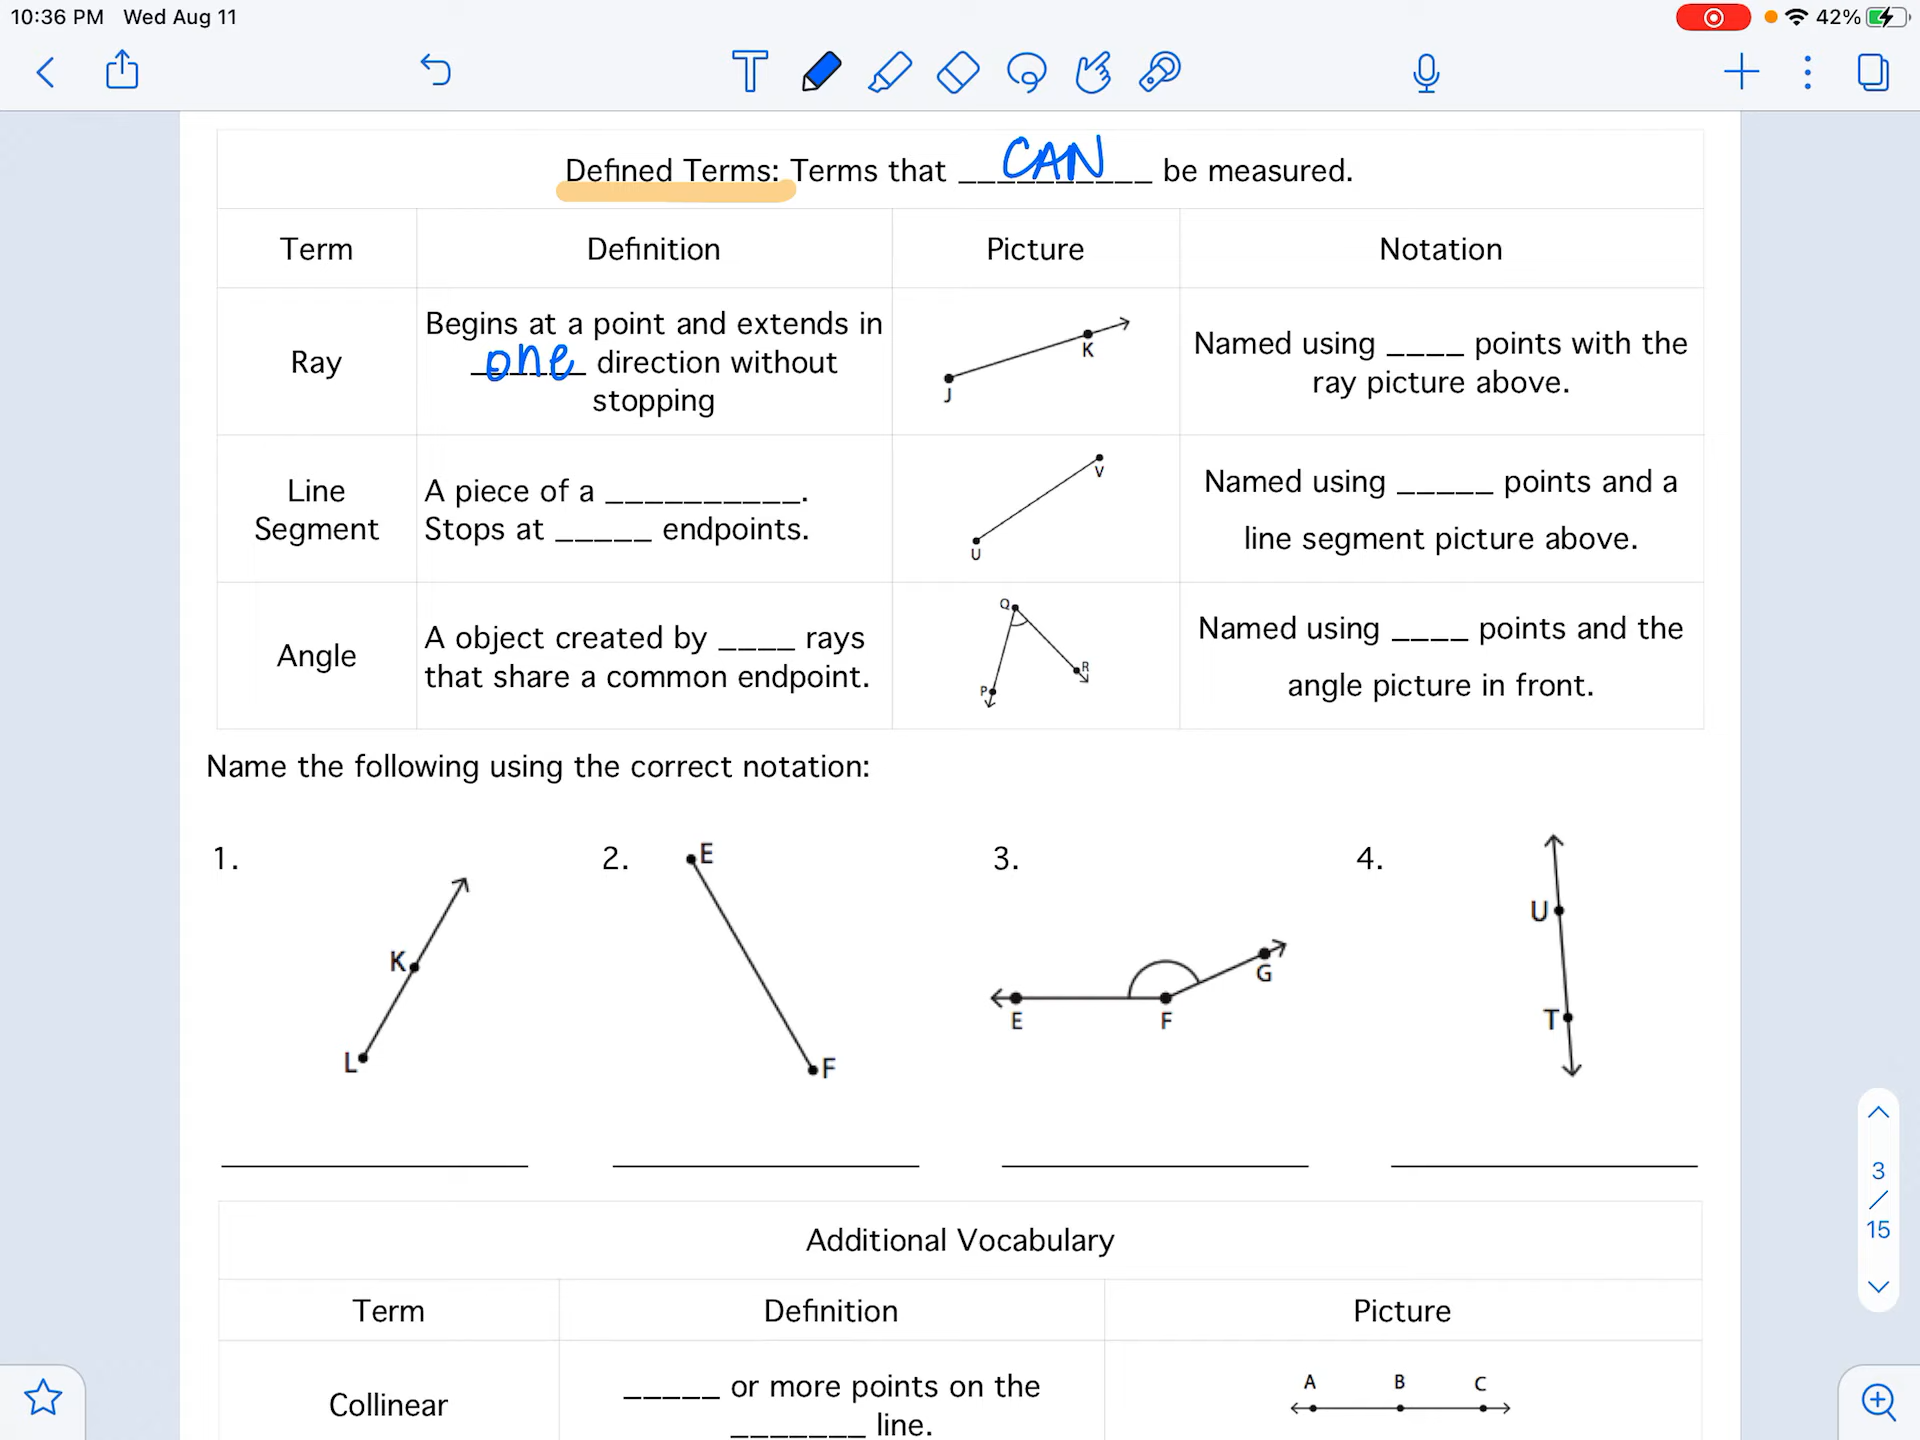 10:36 PM Wed Aug 11
42%
Defined Terms: Terms that CAN be measured.
Term Definition Picture Notation
Ray
Begins at a point and extends in
one direction without
stopping
K
J
Named using ____ points with the
ray picture above.
Line
Segment
A piece of a __________.
Stops at _____ endpoints.
V
U
Named using _____ points and a
line segment picture above.
Angle
A object created by ____ rays
that share a common endpoint.
Q
R
P
Named using ____ points and the
angle picture in front.
Name the following using the correct notation:
1.
K
L
2.
E
F
3.
G
E F
4.
U
T
3
/
15
Additional Vocabulary
Term Definition Picture
Collinear
_____ or more points on the
_______ line.
A B C